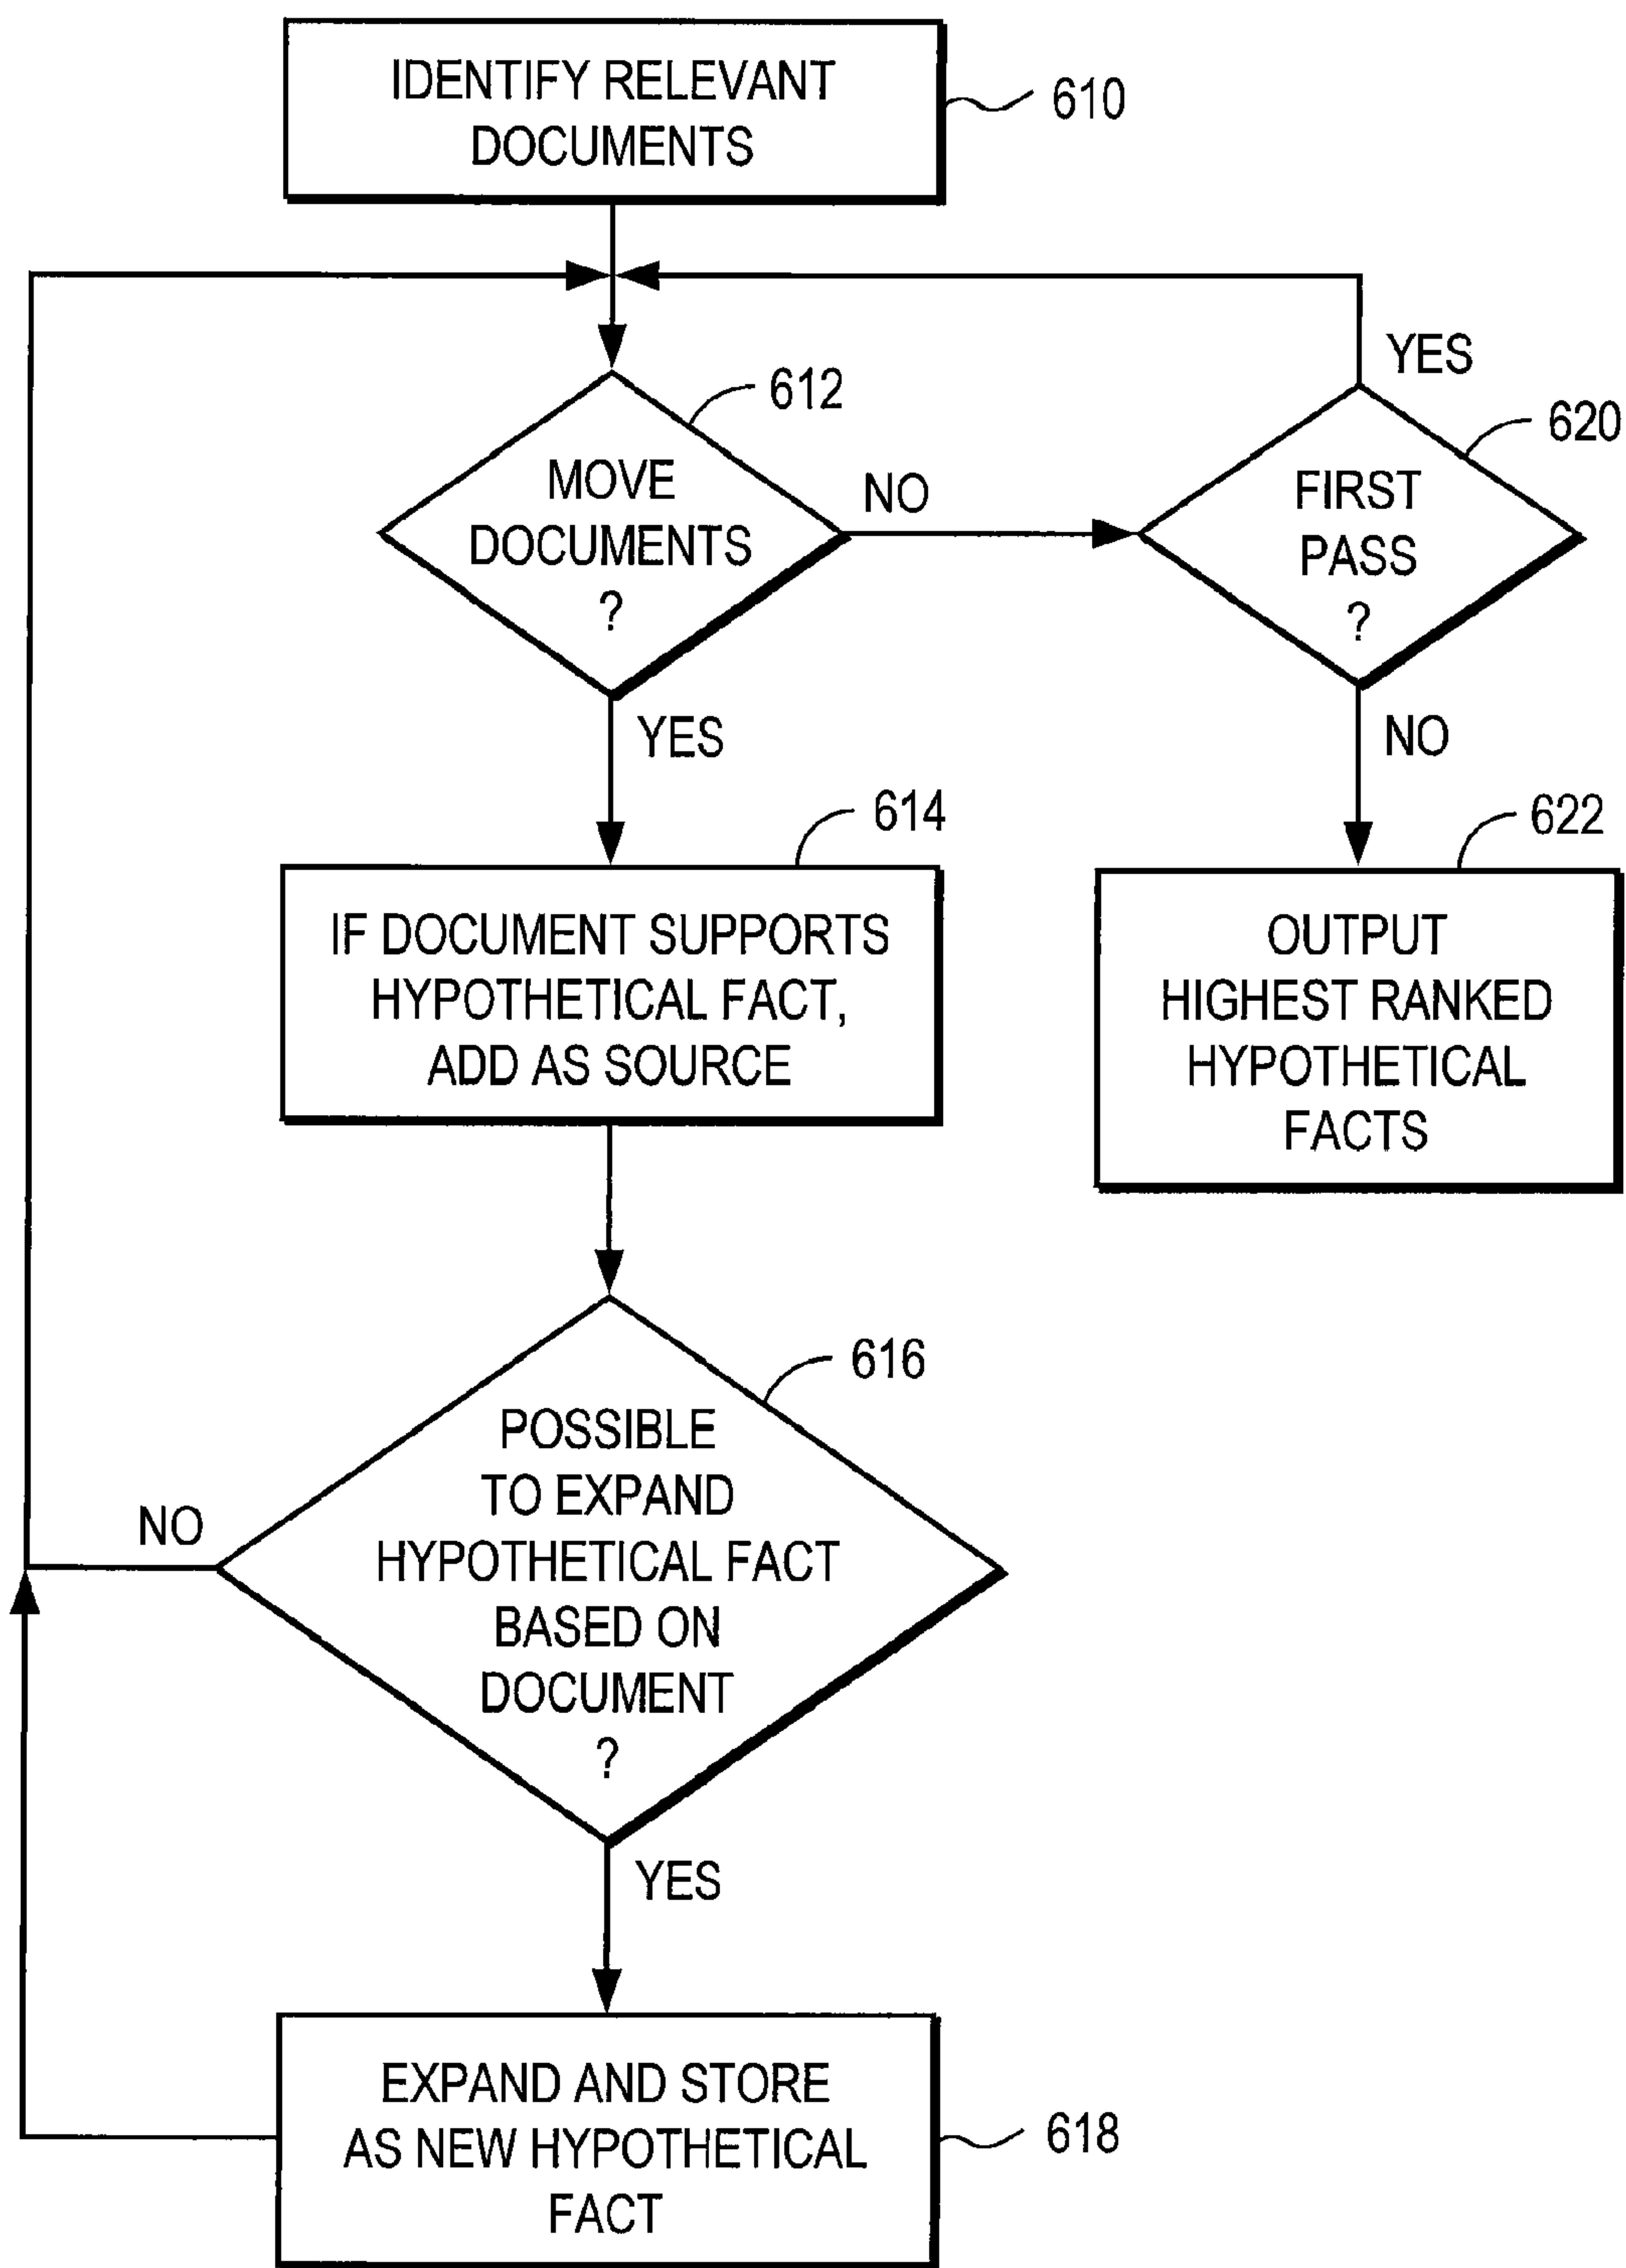 IDENTIFY RELEVANT
DOCUMENTS
610
YES
612
620
MOVE
DOCUMENTS
?
NO
FIRST
PASS
?
YES
NO
614
622
IF DOCUMENT SUPPORTS
HYPOTHETICAL FACT,
ADD AS SOURCE
OUTPUT
HIGHEST RANKED
HYPOTHETICAL
FACTS
616
POSSIBLE
TO EXPAND
HYPOTHETICAL FACT
BASED ON
DOCUMENT
?
NO
YES
EXPAND AND STORE
AS NEW HYPOTHETICAL
FACT
618